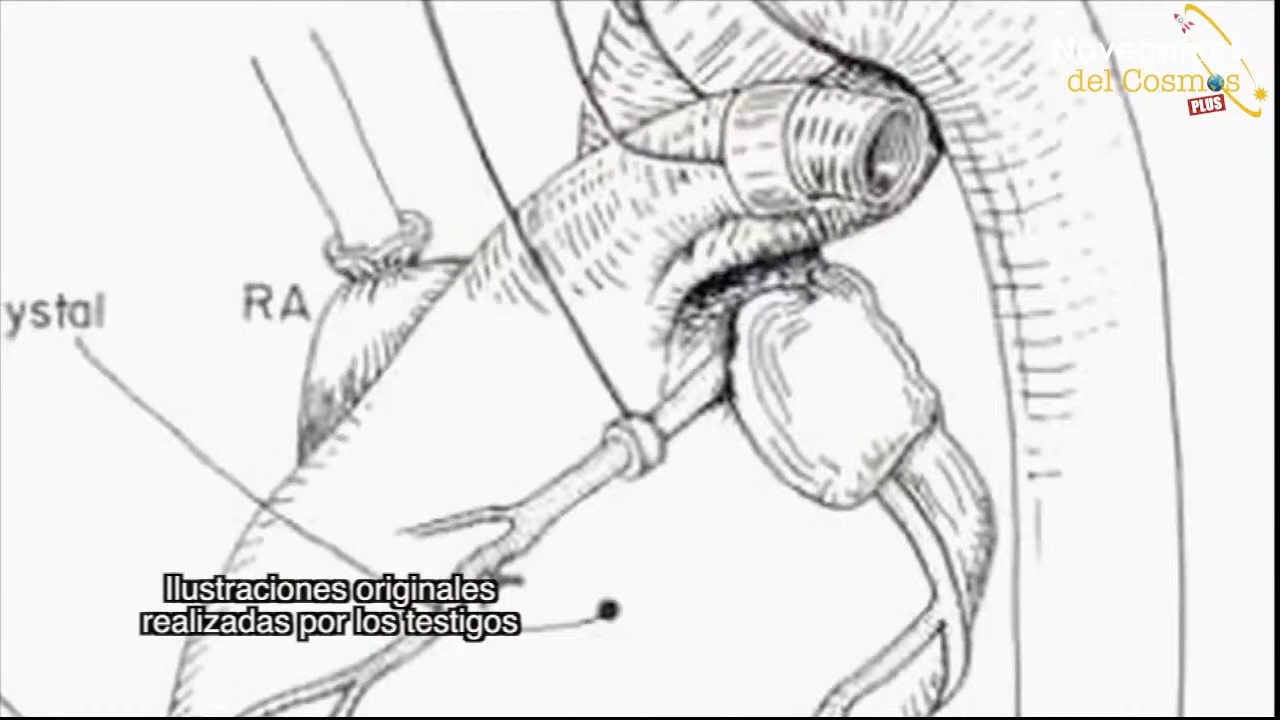 del Cosmos
PLUS
RA
ystal
Ilustraciones originales
realizadas por los testigos